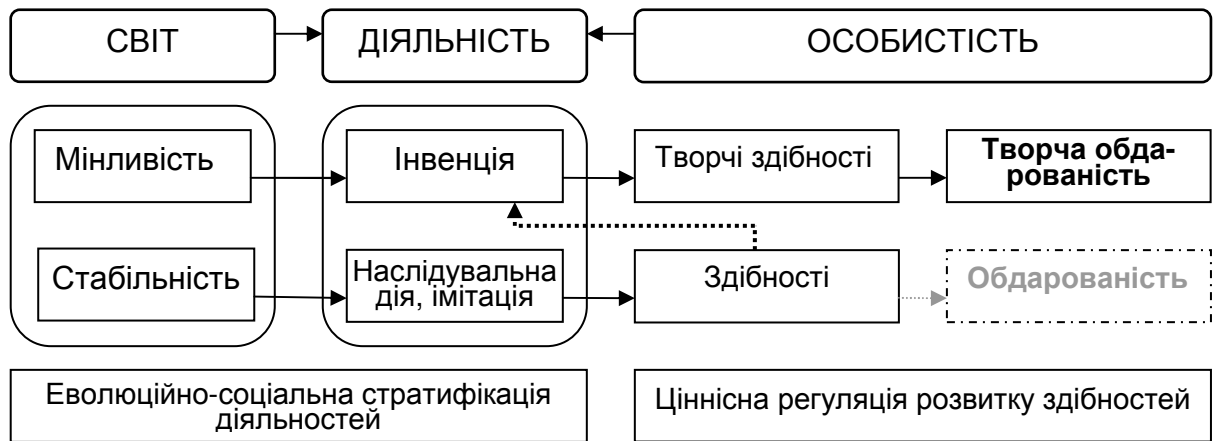 СВІТ
ДІЯЛЬНІСТЬ
ОСОБИСТІСТЬ
Мінливість
Інвенція
Творчі здібності
Творча обда-
рованість
Стабільність
Наслідувальна
дія, імітація
Здібності
Обдарованість
Еволюційно-соціальна стратифікація
діяльностей
Ціннісна регуляція розвитку здібностей